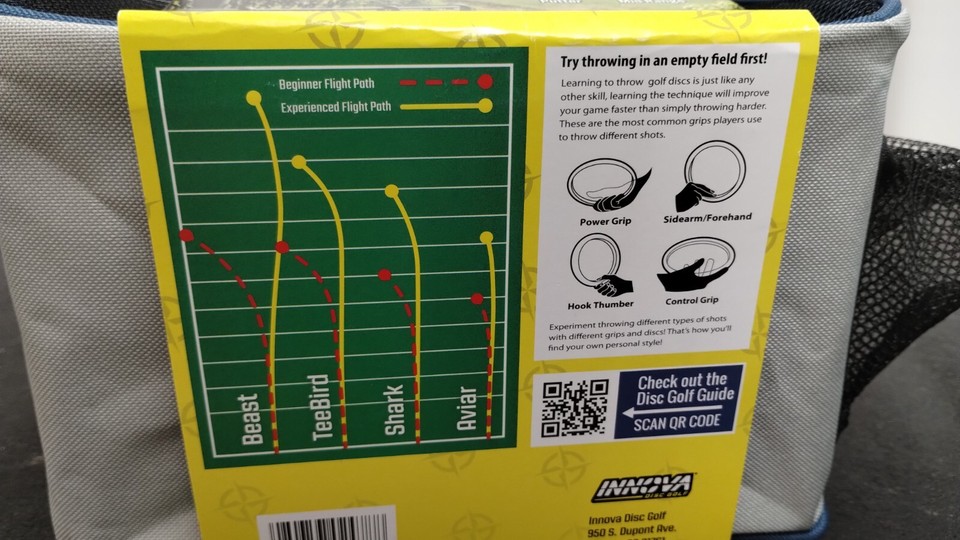 Putter Mid Range
Beginner Flight Path
Experienced Flight Path
Beast
TeeBird
Shark
Aviar
Try throwing in an empty field first!
Learning to throw golf discs is just like any
other skill, learning the technique will improve
your game faster than simply throwing harder.
These are the most common grips players use
to throw different shots.
Power Grip
Sidearm/Forehand
Hook Thumber
Control Grip
Experiment throwing different types of shots
with different grips and discs! That's how you'll
find your own personal style!
Check out the
Disc Golf Guide
SCAN QR CODE
INNOVA
DISC GOLF
Innova Disc Golf
950 S. Dupont Ave.